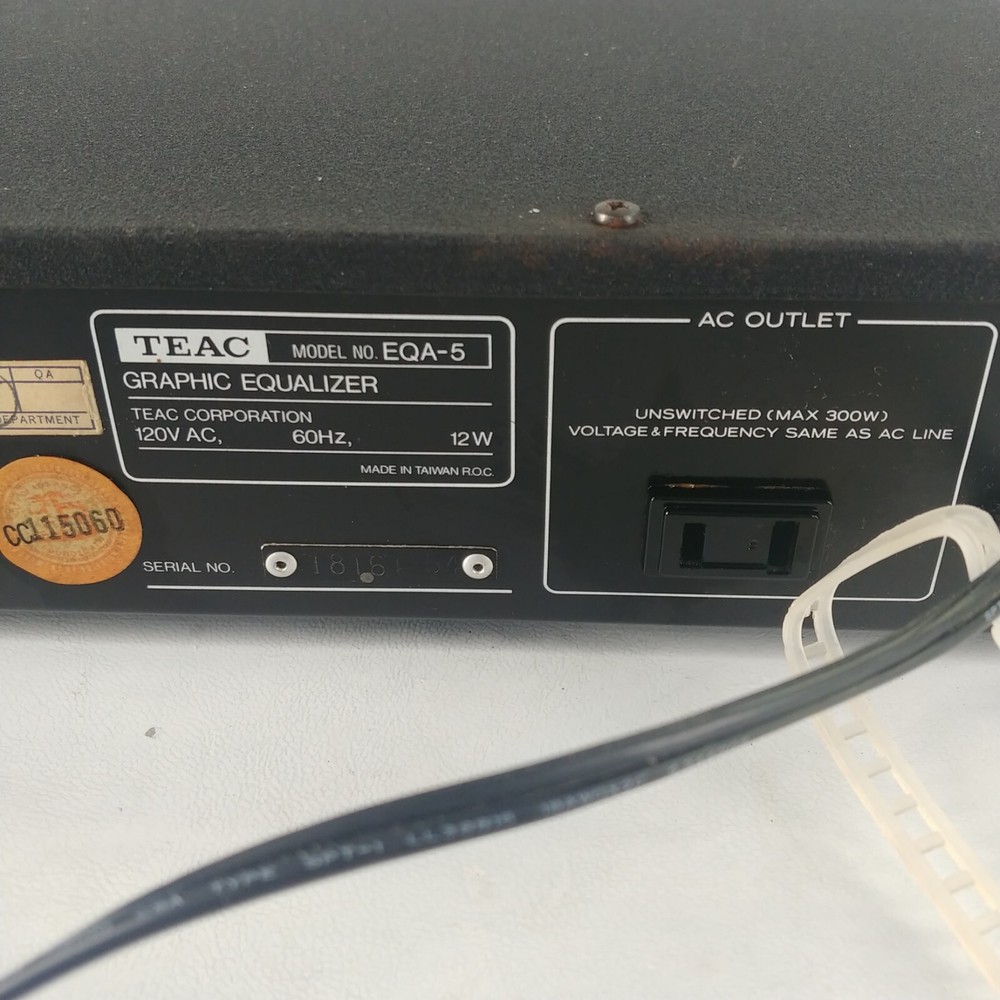 AC OUTLET
TEAC MODEL NO. EQA-5
GRAPHIC EQUALIZER
TEAC CORPORATION
120V AC, 60Hz, 12W
MADE IN TAIWAN R.O.C.
UNSWITCHED (MAX 300W)
VOLTAGE & FREQUENCY SAME AS AC LINE
QA
CC115060
SERIAL NO.